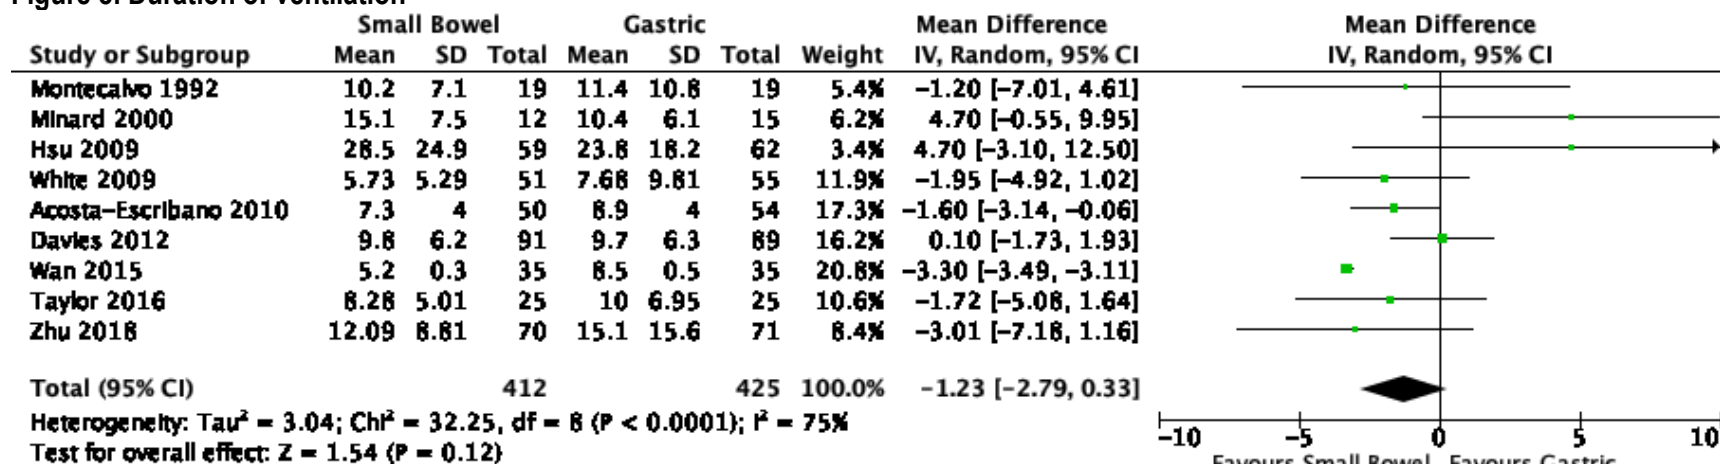 Duration of Ventilation
Small Bowel Gastric Mean Difference Mean Difference
Study or Subgroup Mean SD Total Mean SD Total Weight IV, Random, 95% CI IV, Random, 95% CI
Montecalvo 1992 10.2 7.1 19 11.4 10.8 19 5.4% −1.20 [−7.01, 4.61]
Minard 2000 15.1 7.5 12 10.4 6.1 15 6.2% 4.70 [−0.55, 9.95]
Hsu 2009 28.5 24.9 59 23.8 18.2 62 3.4% 4.70 [−3.10, 12.50]
White 2009 5.73 5.29 51 7.68 9.81 55 11.9% −1.95 [−4.92, 1.02]
Acosta−Escribano 2010 7.3 4 50 8.9 4 54 17.3% −1.60 [−3.14, −0.06]
Davies 2012 9.8 6.2 91 9.7 6.3 89 16.2% 0.10 [−1.73, 1.93]
Wan 2015 5.2 0.3 35 8.5 0.5 35 20.8% −3.30 [−3.49, −3.11]
Taylor 2016 8.28 5.01 25 10 6.95 25 10.6% −1.72 [−5.08, 1.64]
Zhu 2018 12.09 8.81 70 15.1 15.6 71 8.4% −3.01 [−7.18, 1.16]
Total (95% CI) 412 425 100.0% −1.23 [−2.79, 0.33]
Heterogeneity: Tau² = 3.04; Chi² = 32.25, df = 8 (P < 0.0001); I² = 75%
Test for overall effect: Z = 1.54 (P = 0.12)
−10 −5 0 5 10
Favours Small Bowel Favours Gastric